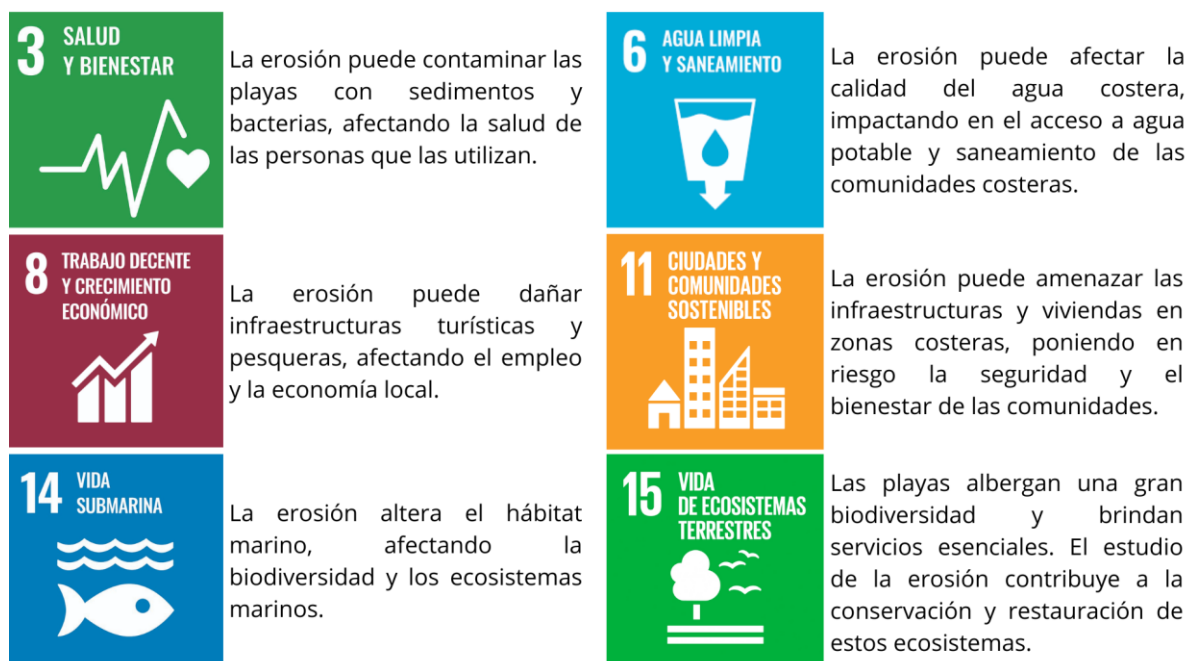 3 SALUD
Y BIENESTAR
La erosión puede contaminar las
playas con sedimentos y
bacterias, afectando la salud de
las personas que las utilizan.
6 AGUA LIMPIA
Y SANEAMIENTO
La erosión puede afectar la
calidad del agua costera,
impactando en el acceso a agua
potable y saneamiento de las
comunidades costeras.
8 TRABAJO DECENTE
Y CRECIMIENTO
ECONÓMICO
La erosión puede dañar
infraestructuras turísticas y
pesqueras, afectando el empleo
y la economía local.
11 CIUDADES Y
COMUNIDADES
SOSTENIBLES
La erosión puede amenazar las
infraestructuras y viviendas en
zonas costeras, poniendo en
riesgo la seguridad y el
bienestar de las comunidades.
14 VIDA
SUBMARINA
La erosión altera el hábitat
marino, afectando la
biodiversidad y los ecosistemas
marinos.
15 VIDA
DE ECOSISTEMAS
TERRESTRES
Las playas albergan una gran
biodiversidad y brindan
servicios esenciales. El estudio
de la erosión contribuye a la
conservación y restauración de
estos ecosistemas.